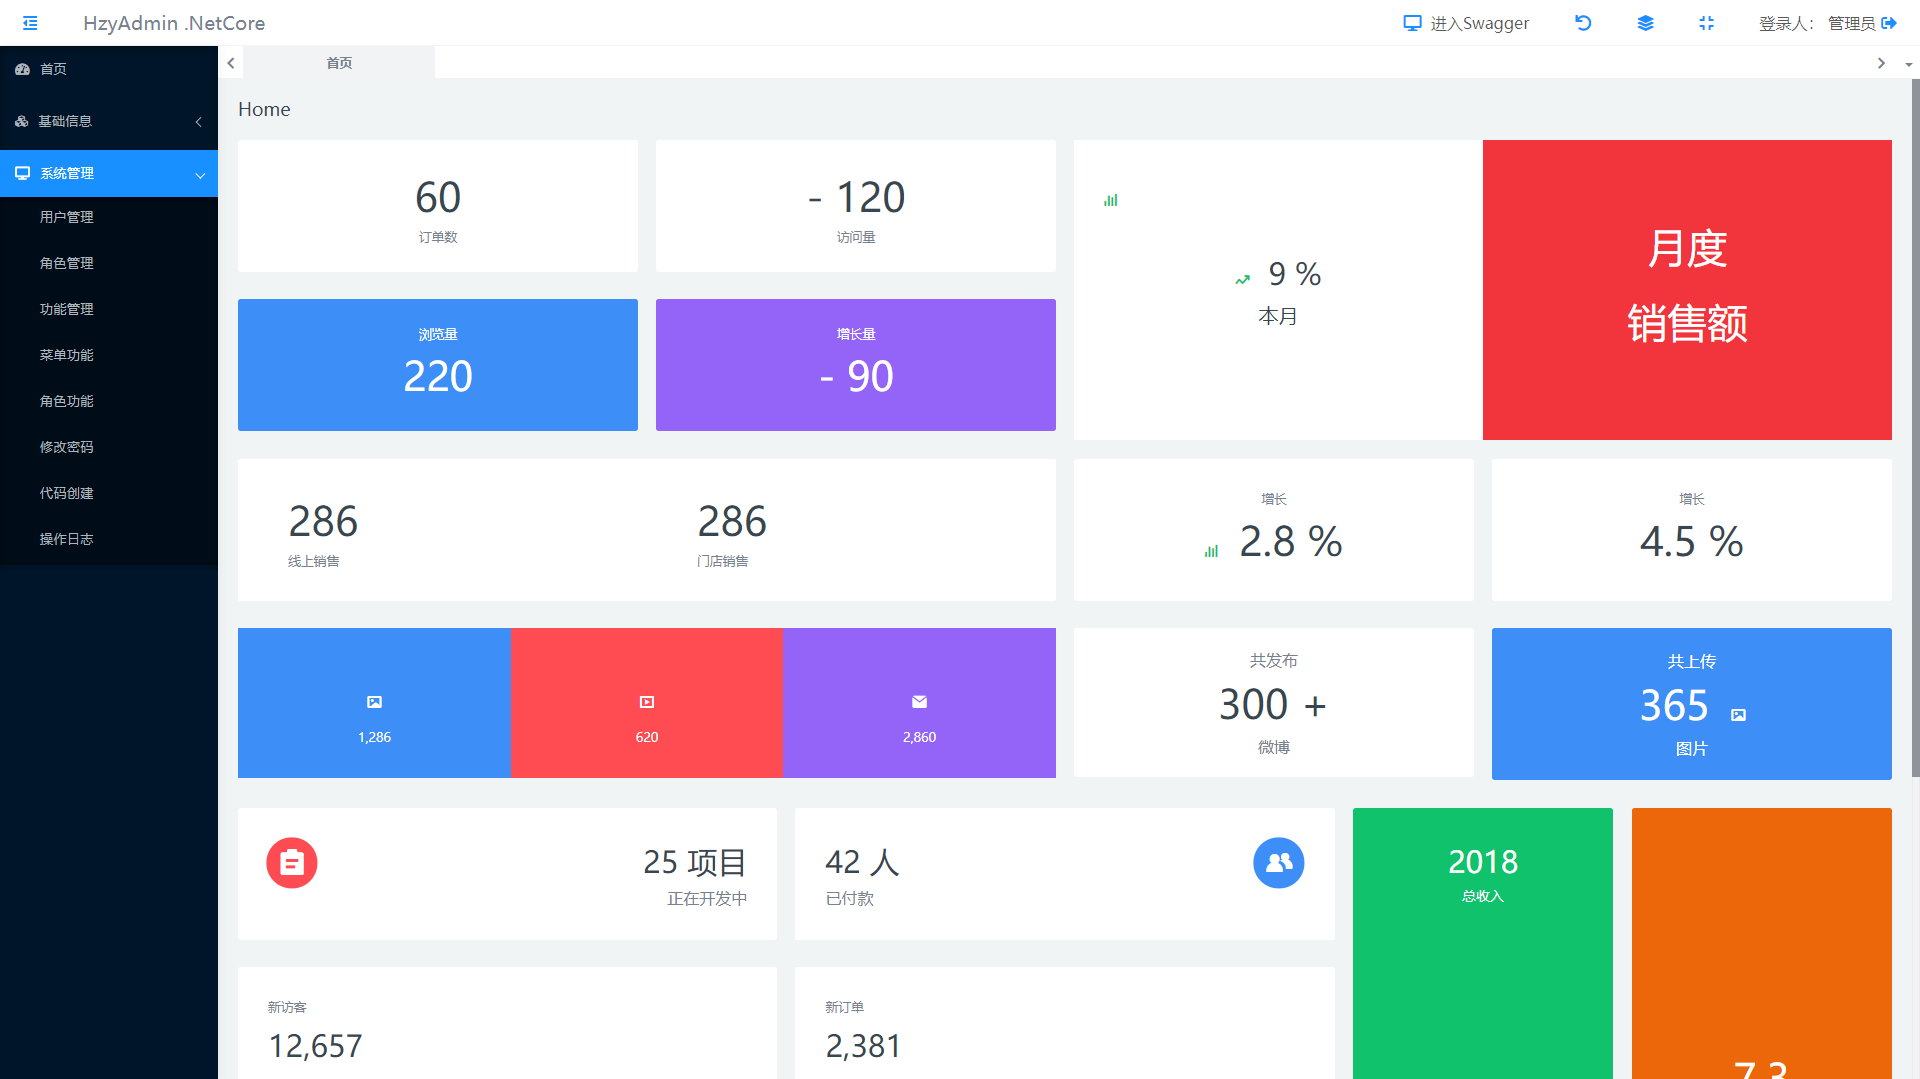 HzyAdmin .NetCore
进入Swagger
登录人： 管理员
首页
基础信息
系统管理
用户管理
角色管理
功能管理
菜单功能
角色功能
修改密码
代码创建
操作日志
首页
Home
60
订单数
- 120
访问量
9 %
本月
月度
销售额
浏览量
220
增长量
- 90
286
线上销售
286
门店销售
增长
2.8 %
增长
4.5 %
1,286
620
2,860
共发布
300 +
微博
共上传
365
图片
25 项目
正在开发中
42 人
已付款
2018
总收入
新访客
12,657
新订单
2,381
7.3